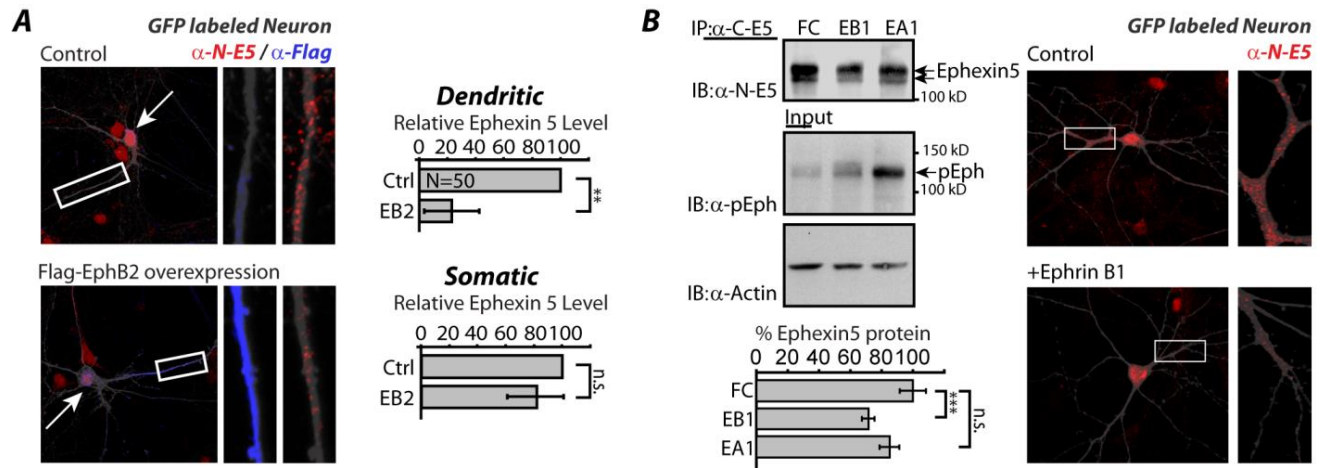 A
GFP labeled Neuron
Control
α-N-E5 / α-Flag
Flag-EphB2 overexpression
Dendritic
Relative Ephexin 5 Level
0 20 40 60 80 100
Ctrl
N=50
EB2
**
Somatic
Relative Ephexin 5 Level
0 20 40 60 80 100
Ctrl
EB2
n.s.
B
IP:α-C-E5
FC EB1 EA1
Ephexin5
IB:α-N-E5
100 kD
Input
150 kD
pEph
100 kD
IB:α-pEph
IB:α-Actin
% Ephexin5 protein
0 20 40 60 80 100
FC
EB1
EA1
***
n.s.
GFP labeled Neuron
Control
α-N-E5
+Ephrin B1